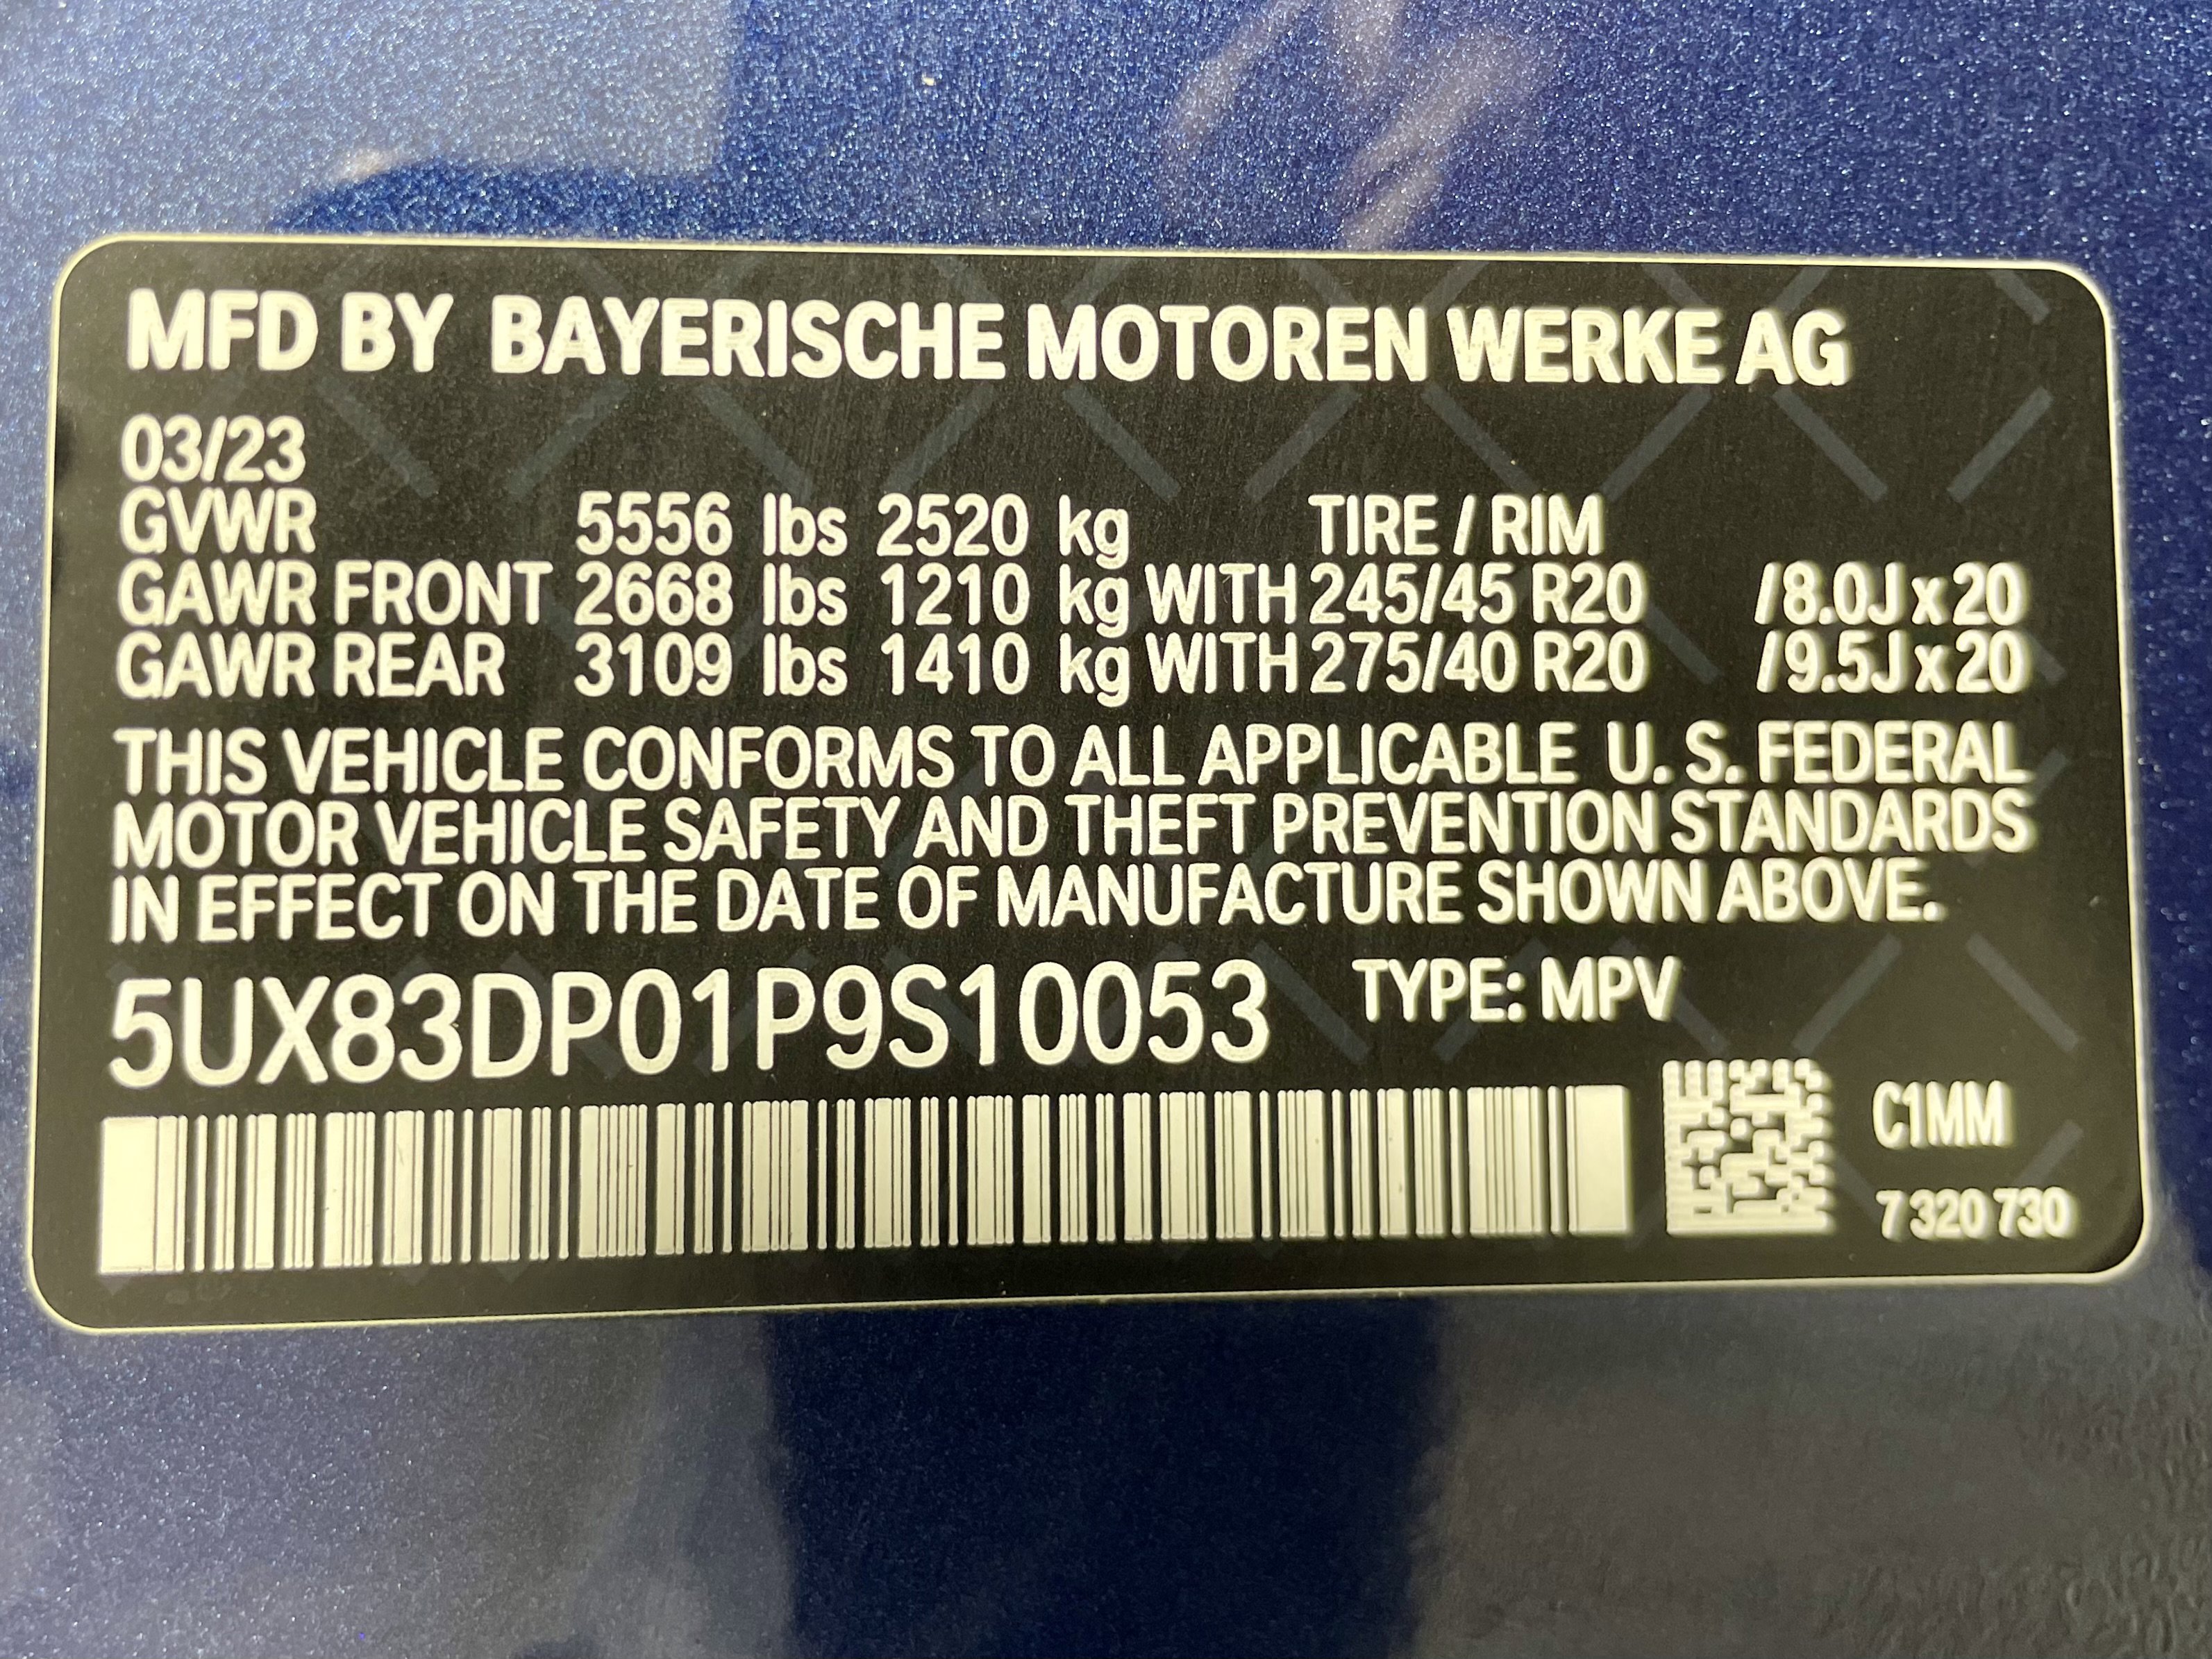 MFD BY BAYERISCHE MOTOREN WERKE AG
03/23
GVWR 5556 lbs 2520 kg TIRE / RIM
GAWR FRONT 2668 lbs 1210 kg WITH 245/45 R20 /8.0J x 20
GAWR REAR 3109 lbs 1410 kg WITH 275/40 R20 /9.5J x 20
THIS VEHICLE CONFORMS TO ALL APPLICABLE U. S. FEDERAL
MOTOR VEHICLE SAFETY AND THEFT PREVENTION STANDARDS
IN EFFECT ON THE DATE OF MANUFACTURE SHOWN ABOVE.
5UX83DP01P9S10053 TYPE: MPV
C1MM
7 320 730